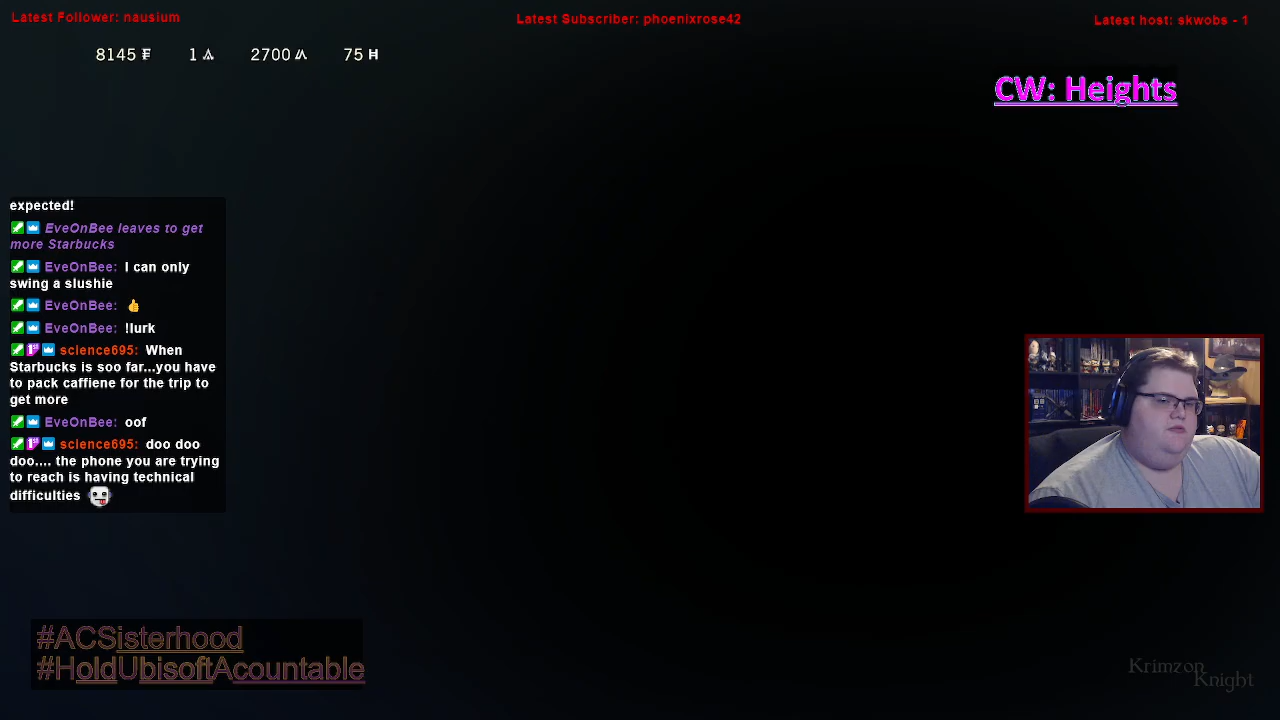 Latest Follower: nausium
Latest Subscriber: phoenixrose42
Latest host: skwobs - 1
8145 1 2700 75
CW: Heights
expected!
EveOnBee leaves to get
more Starbucks
EveOnBee: I can only
swing a slushie
EveOnBee: 👍
EveOnBee: !lurk
science695: When
Starbucks is soo far...you have
to pack caffiene for the trip to
get more
EveOnBee: oof
science695: doo doo
doo.... the phone you are trying
to reach is having technical
difficulties
#ACSisterhood
#HoldUbisoftAcountable
Krimzon
Knight